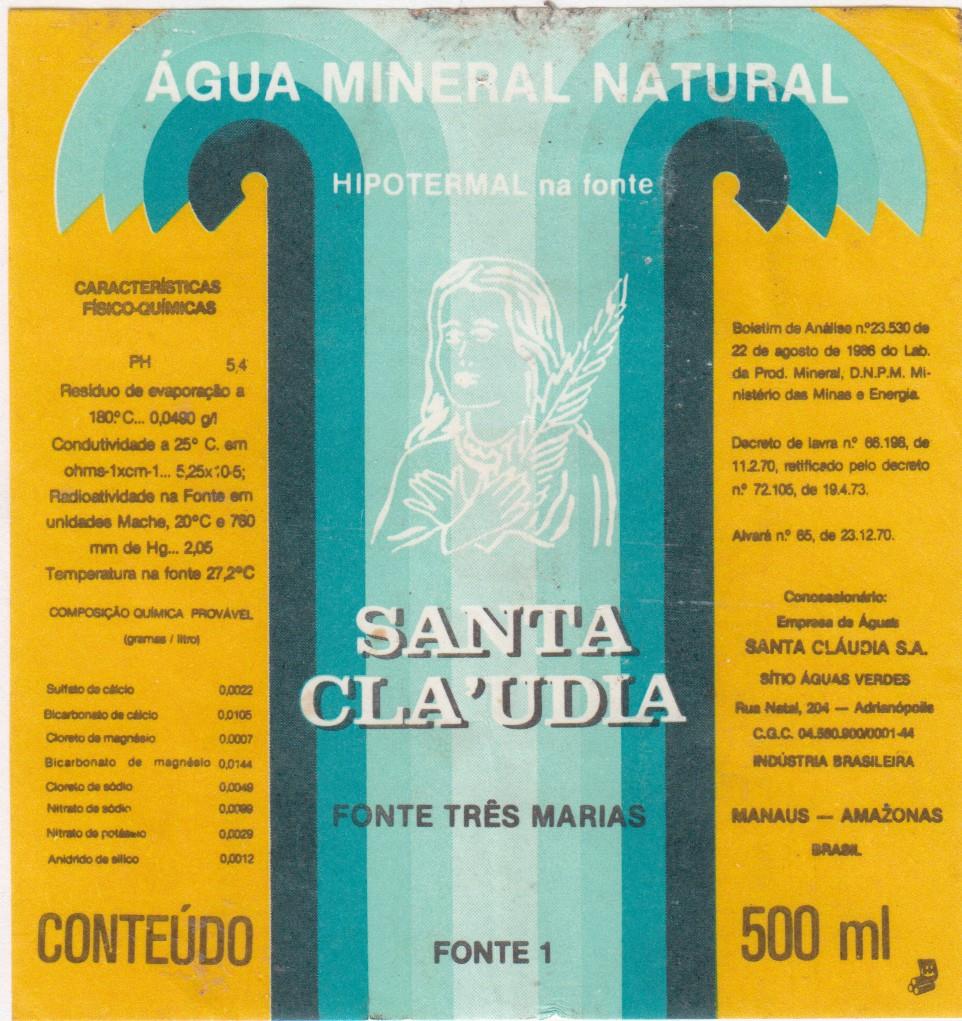 ÁGUA MINERAL NATURAL
HIPOTERMAL na fonte
CARACTERÍSTICAS
FÍSICO-QUÍMICAS
PH 5,4
Resíduo de evaporação a
180.°C... 0,0490 g/l
Condutividade a 25° C. em
ohms-1xcm-1... 5,25x10-5;
Radioatividade na Fonte em
unidades Mache, 20°C e 760
mm de Hg... 2,05
Temperatura na fonte 27,2°C
COMPOSIÇÃO QUÍMICA PROVÁVEL
(gramas / litro)
Sulfato de cálcio 0,0022
Bicarbonato de cálcio 0,0105
Cloreto de magnésio 0,0007
Bicarbonato de magnésio 0,0144
Cloreto de sódio 0,0049
Nitrato de sódio 0,0099
Nitrato de potássio 0,0029
Anidrido de silico 0,0012
CONTEÚDO
SANTA
CLA'UDIA
FONTE TRÊS MARIAS
FONTE 1
Boletim de Análise n.º 23.530 de
22 de agosto de 1986 do Lab.
da Prod. Mineral, D.N.P.M. Mi-
nistério das Minas e Energia.
Decreto de lavra n.º 66.198, de
11.2.70, retificado pelo decreto
n.º 72.105, de 19.4.73.
Alvará n.º 65, de 23.12.70.
Concessionário:
Empresa de Águas
SANTA CLÁUDIA S.A.
SÍTIO ÁGUAS VERDES
Rua Natal, 204 — Adrianópolis
C.G.C. 04.560.900/0001-44
INDÚSTRIA BRASILEIRA
MANAUS — AMAZONAS
BRASIL
500 ml